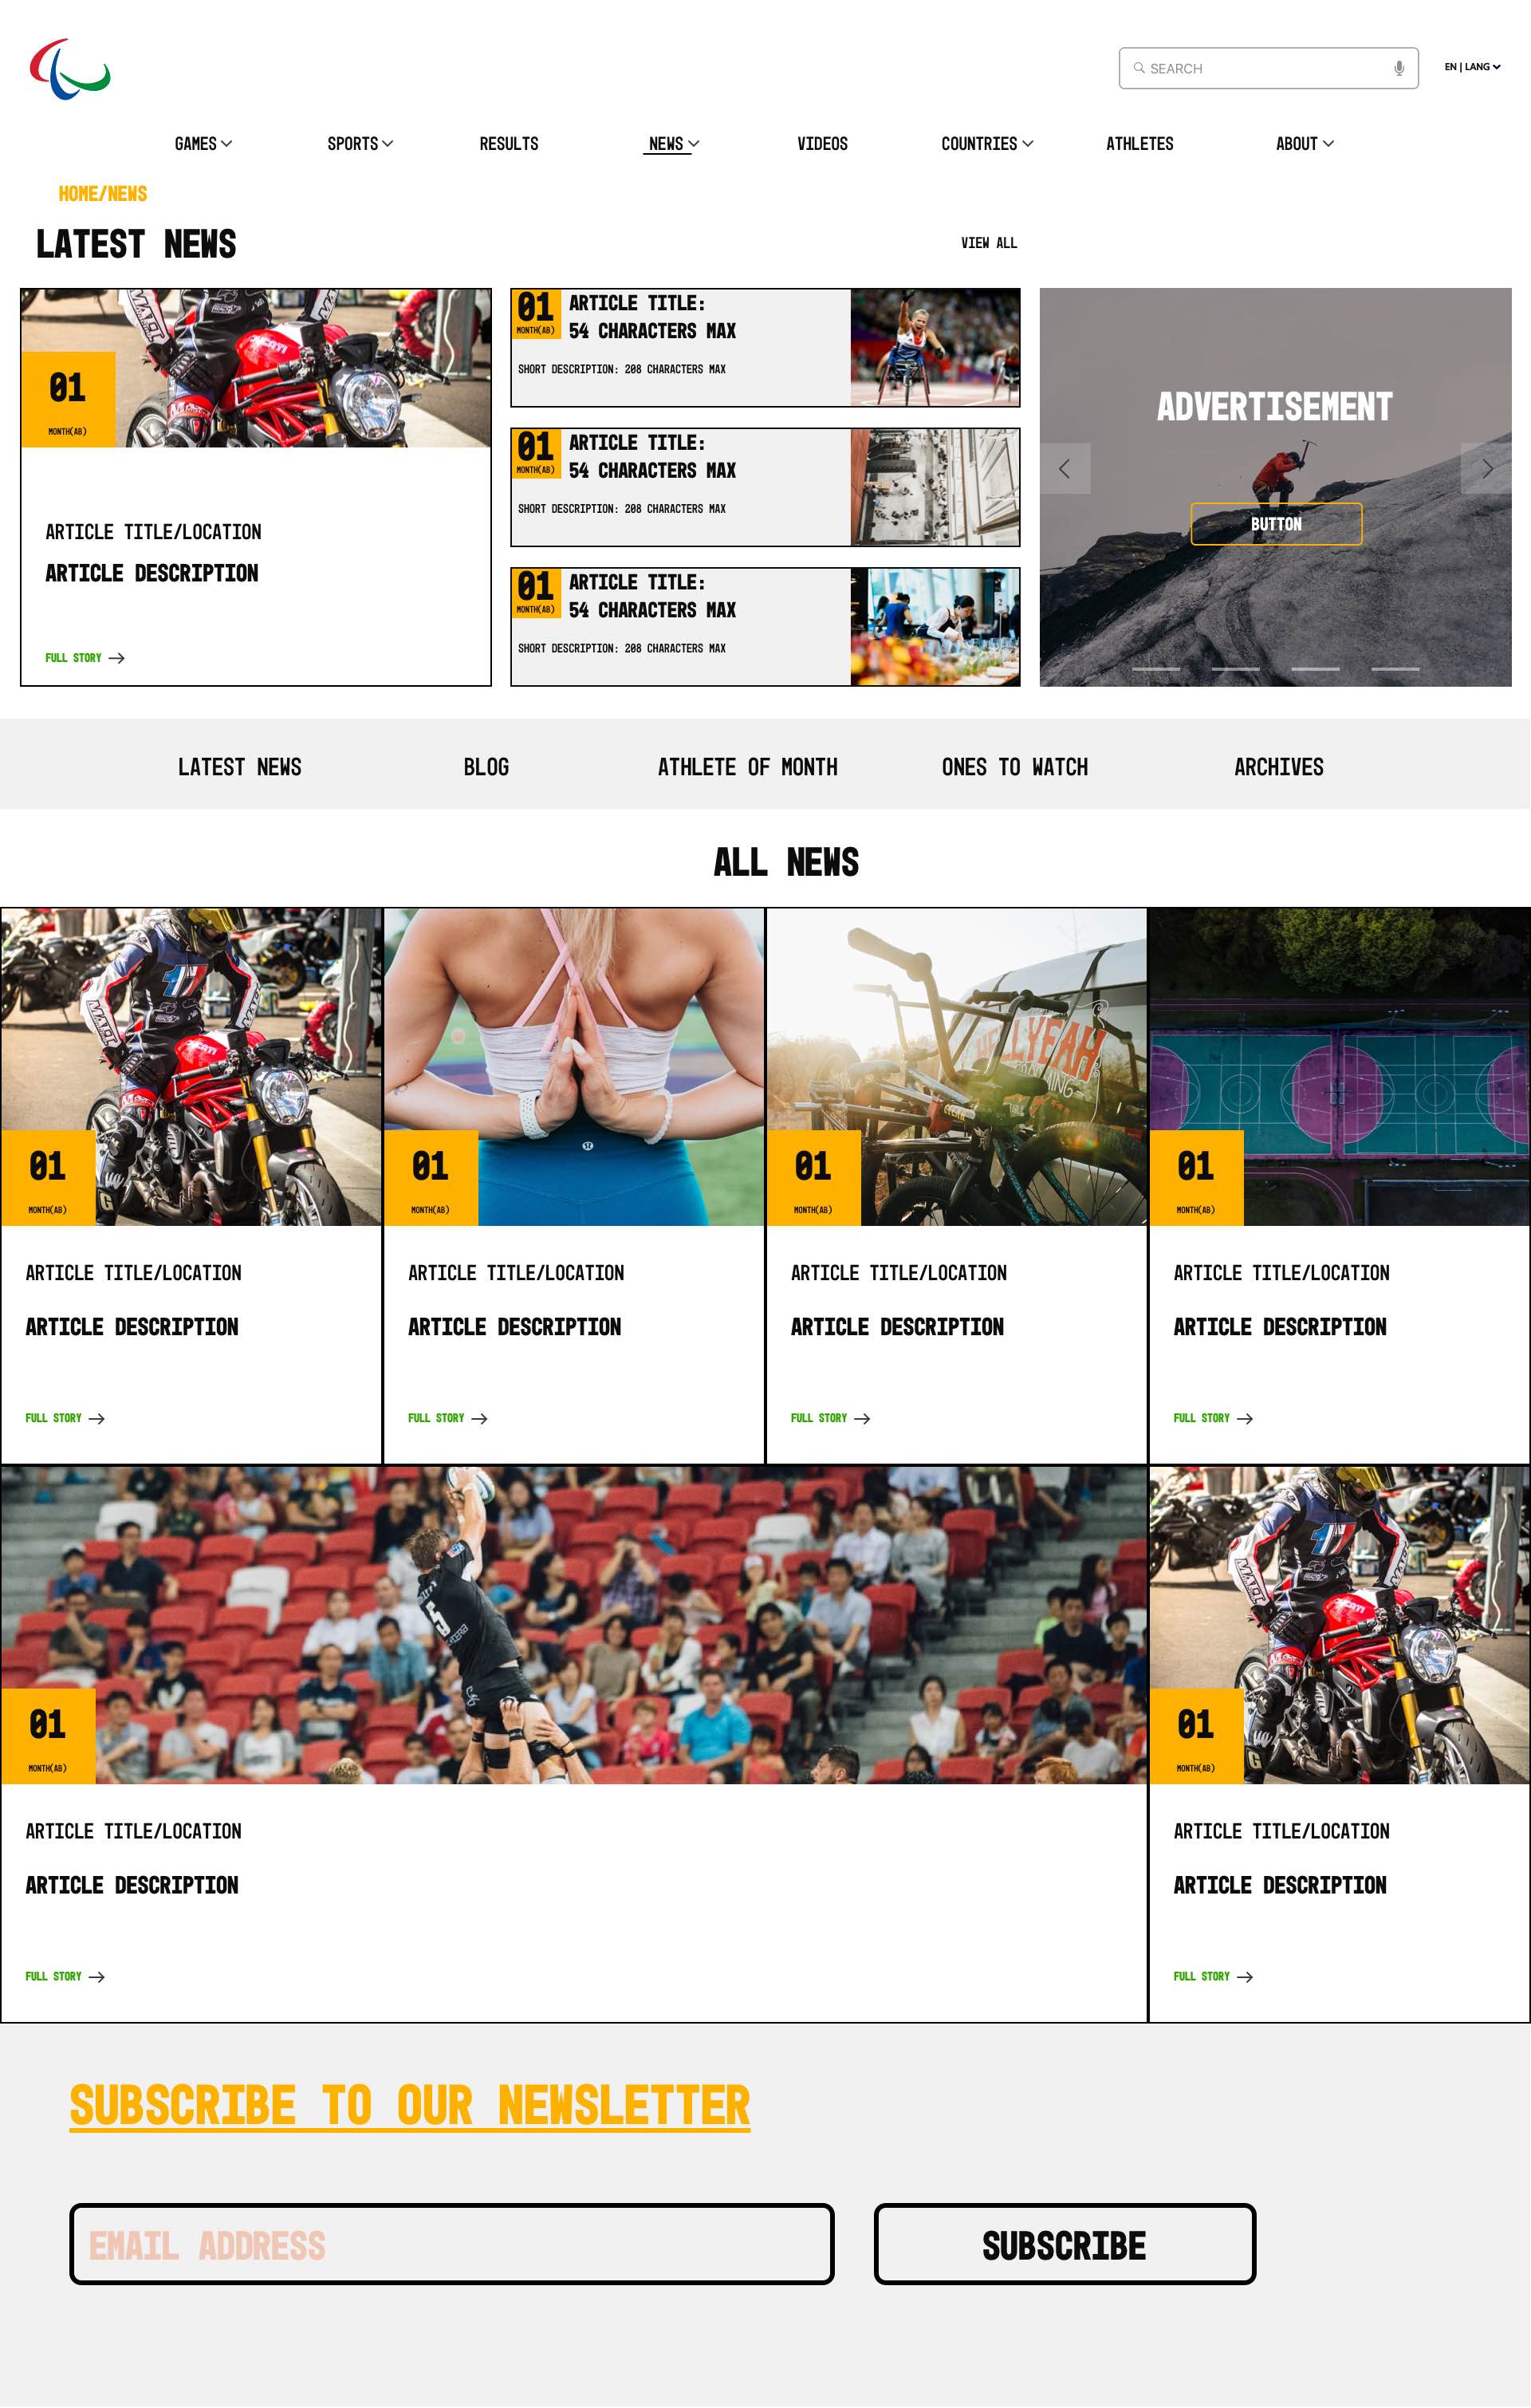 SEARCH
EN | LANG
GAMES
SPORTS
RESULTS
NEWS
VIDEOS
COUNTRIES
ATHLETES
ABOUT
HOME/NEWS
LATEST NEWS
VIEW ALL
01
MONTH(AB)
ARTICLE TITLE/LOCATION
ARTICLE DESCRIPTION
FULL STORY
01
MONTH(AB)
ARTICLE TITLE:
54 CHARACTERS MAX
SHORT DESCRIPTION: 208 CHARACTERS MAX
01
MONTH(AB)
ARTICLE TITLE:
54 CHARACTERS MAX
SHORT DESCRIPTION: 208 CHARACTERS MAX
01
MONTH(AB)
ARTICLE TITLE:
54 CHARACTERS MAX
SHORT DESCRIPTION: 208 CHARACTERS MAX
ADVERTISEMENT
BUTTON
LATEST NEWS
BLOG
ATHLETE OF MONTH
ONES TO WATCH
ARCHIVES
ALL NEWS
01
MONTH(AB)
ARTICLE TITLE/LOCATION
ARTICLE DESCRIPTION
FULL STORY
01
MONTH(AB)
ARTICLE TITLE/LOCATION
ARTICLE DESCRIPTION
FULL STORY
01
MONTH(AB)
ARTICLE TITLE/LOCATION
ARTICLE DESCRIPTION
FULL STORY
01
MONTH(AB)
ARTICLE TITLE/LOCATION
ARTICLE DESCRIPTION
FULL STORY
5
01
MONTH(AB)
ARTICLE TITLE/LOCATION
ARTICLE DESCRIPTION
FULL STORY
01
MONTH(AB)
ARTICLE TITLE/LOCATION
ARTICLE DESCRIPTION
FULL STORY
SUBSCRIBE TO OUR NEWSLETTER
EMAIL ADDRESS
SUBSCRIBE